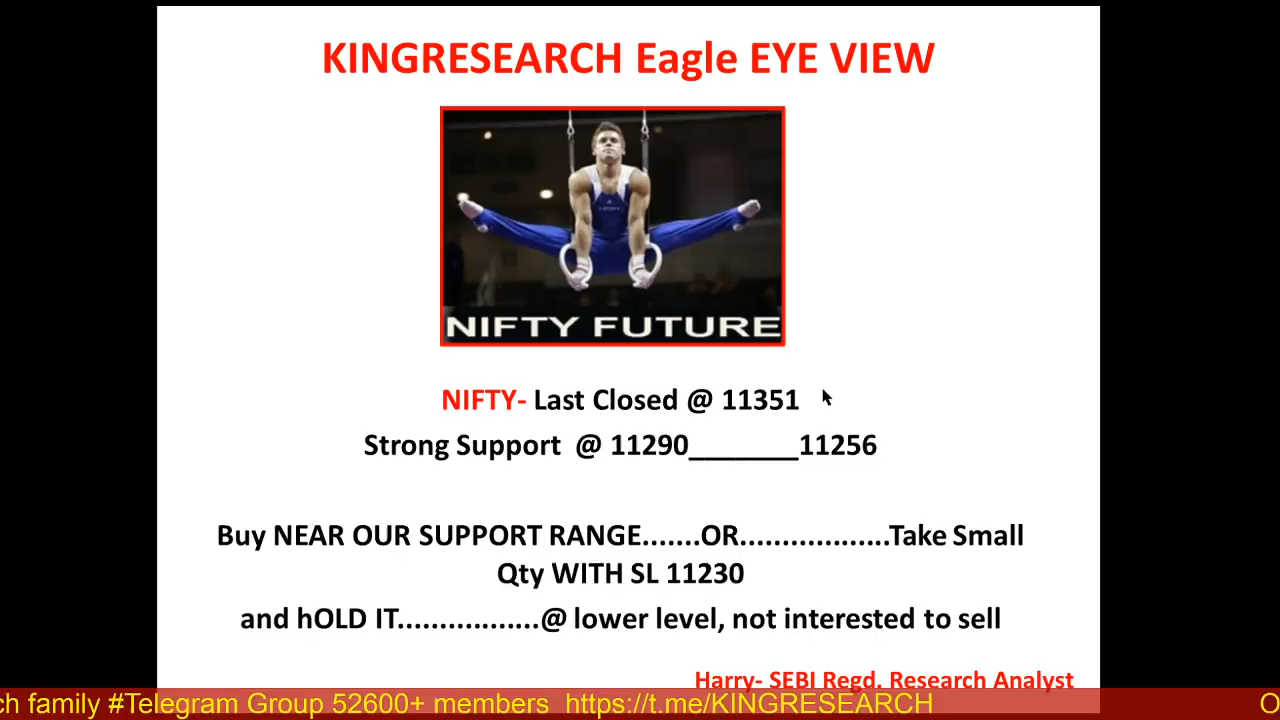 KINGRESEARCH Eagle EYE VIEW
NIFTY FUTURE
NIFTY- Last Closed @ 11351
Strong Support @ 11290_______11256
Buy NEAR OUR SUPPORT RANGE.......OR..................Take Small
Qty WITH SL 11230
and hOLD IT.................@ lower level, not interested to sell
Harry- SEBI Regd. Research Analyst
ch family #Telegram Group 52600+ members https://t.me/KINGRESEARCH O